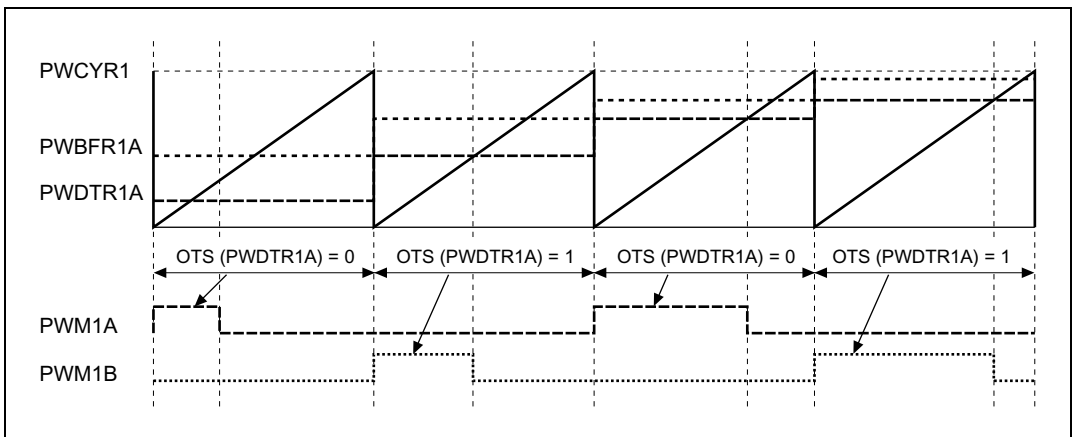 PWCYR1
PWBFR1A
PWDTR1A
OTS (PWDTR1A) = 0 OTS (PWDTR1A) = 1 OTS (PWDTR1A) = 0 OTS (PWDTR1A) = 1
PWM1A
PWM1B